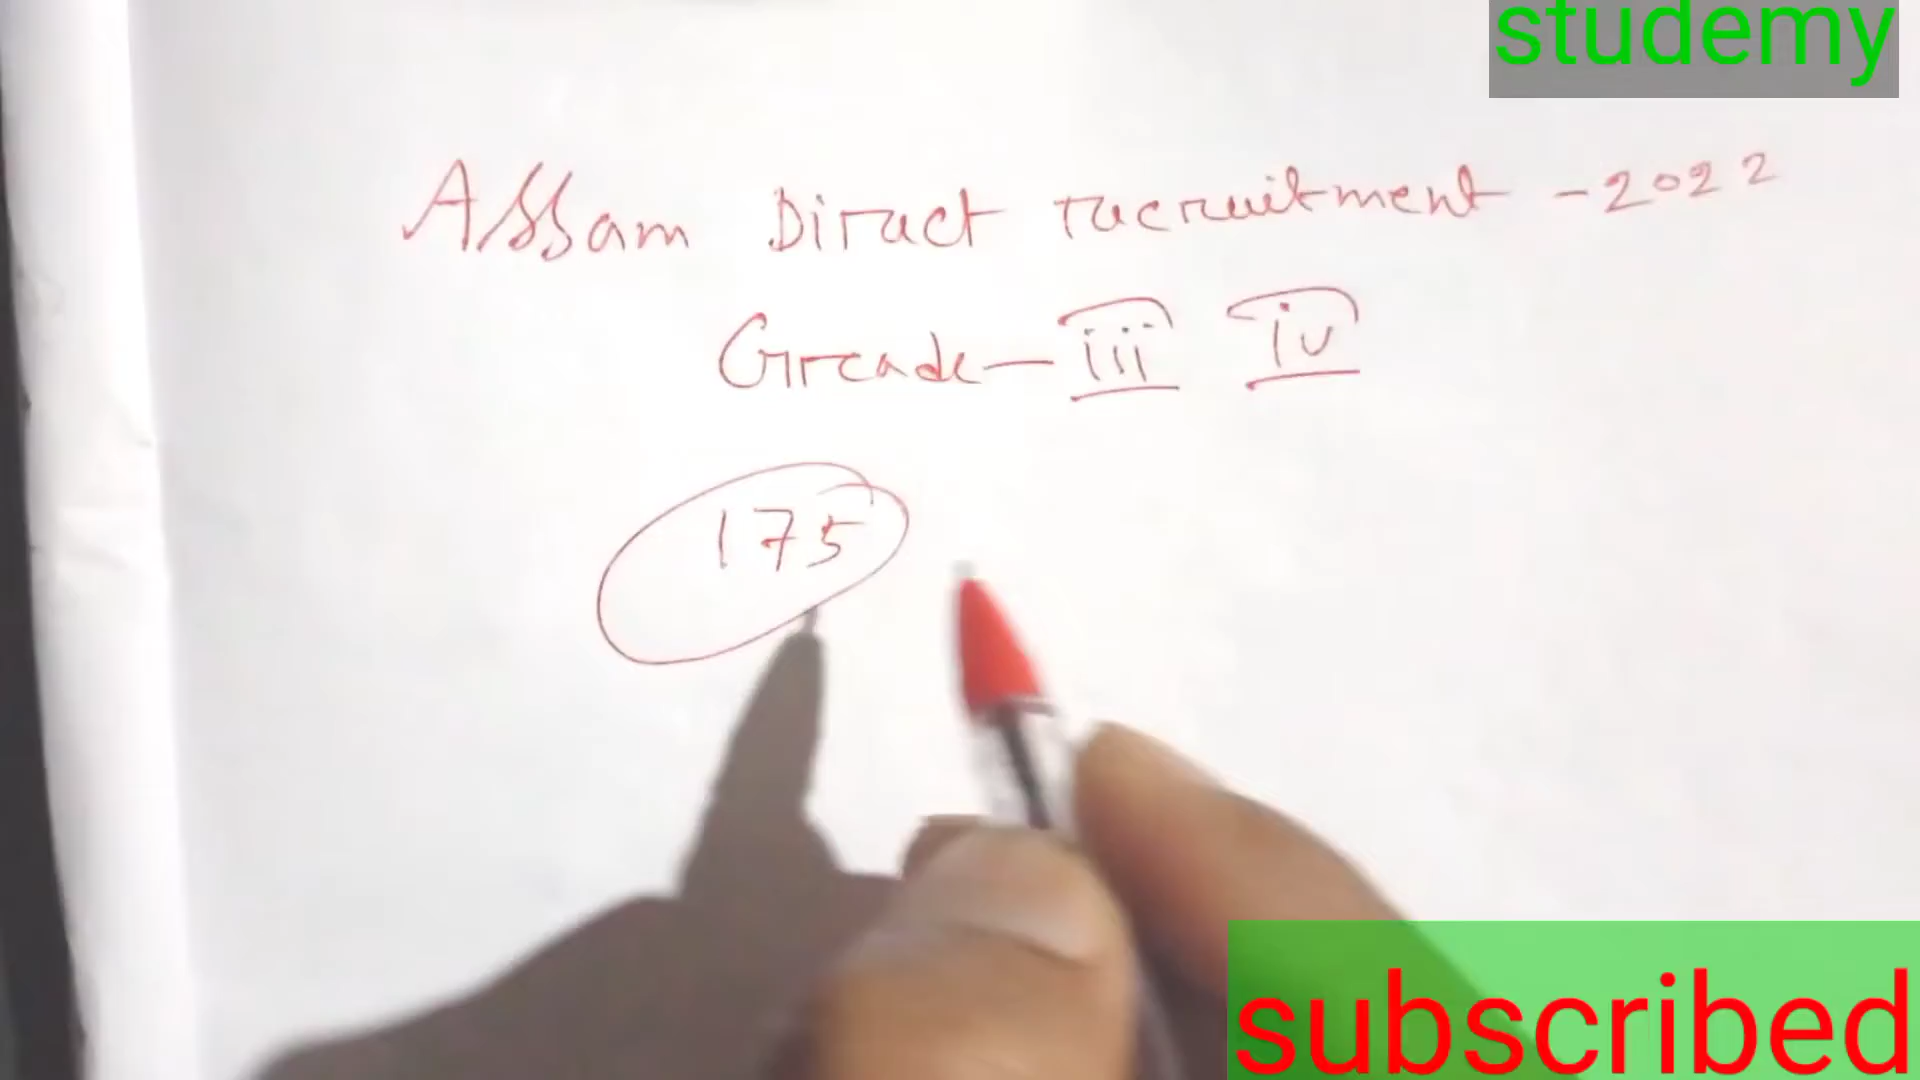 studemy
Assam Direct recruitment - 2022
Grade - iii iv
175
subscribed